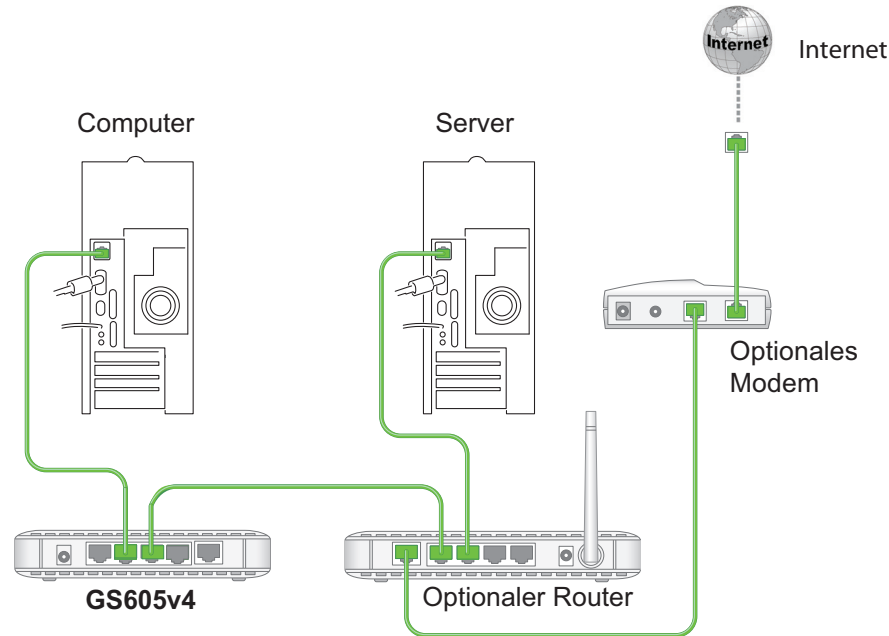 Internet
Internet
Computer
Server
Optionales
Modem
GS605v4
Optionaler Router